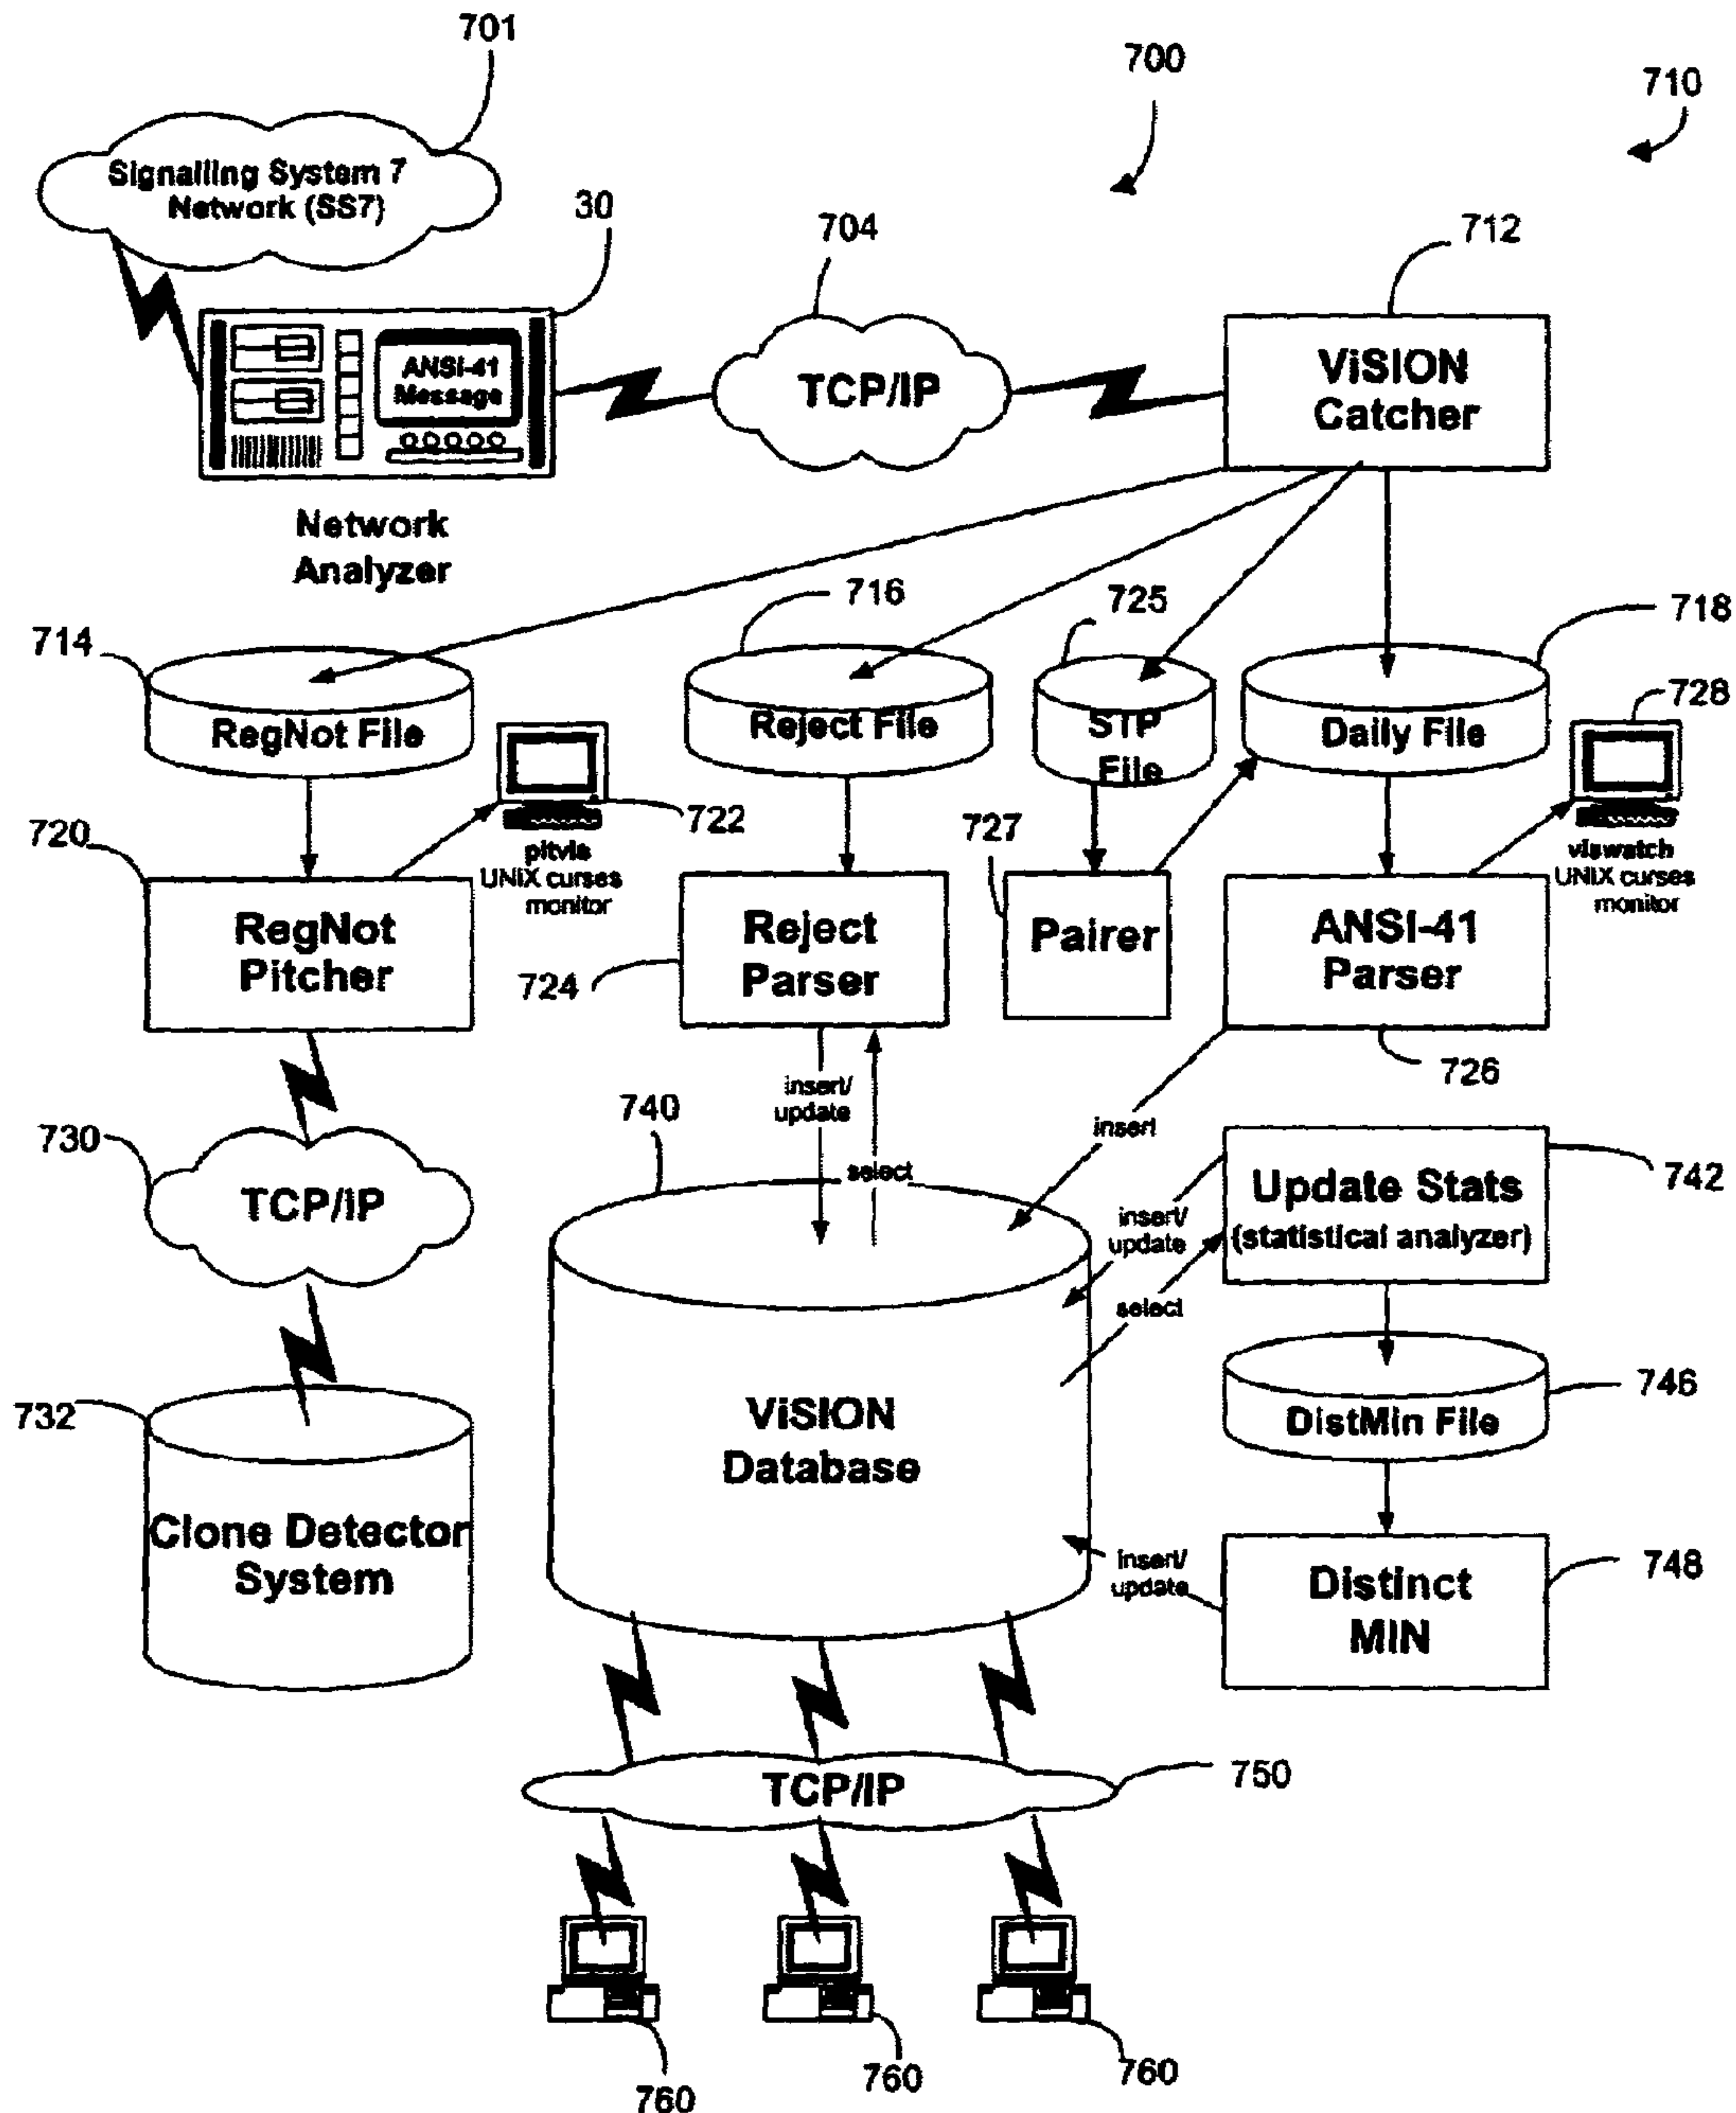 701
700
710
Signalling System 7
Network (SS7)
30
704
712
ANSI-41
Message
TCP/IP
ViSION
Catcher
Network
Analyzer
714
716
725
718
728
RegNot File
Reject File
STP
File
Daily File
720
722
727
pitvis
UNIX curses
monitor
viswatch
UNIX curses
monitor
RegNot
Pitcher
724
Reject
Parser
Pairer
ANSI-41
Parser
726
insert/
update
select
insert
730
740
742
TCP/IP
Update Stats
(statistical analyzer)
insert/
update
select
732
746
ViSION
Database
DistMin File
Clone Detector
System
insert/
update
Distinct
MIN
748
TCP/IP
750
760
760
760